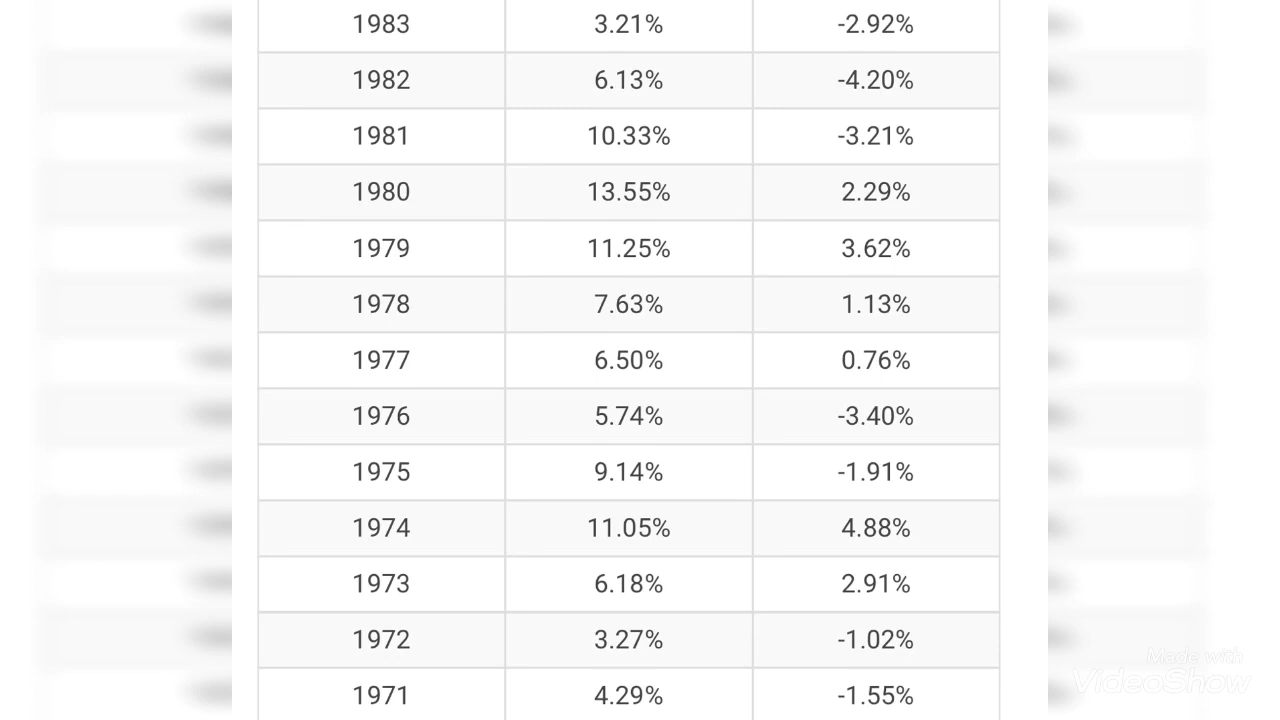 1983 3.21% -2.92%
1982 6.13% -4.20%
1981 10.33% -3.21%
1980 13.55% 2.29%
1979 11.25% 3.62%
1978 7.63% 1.13%
1977 6.50% 0.76%
1976 5.74% -3.40%
1975 9.14% -1.91%
1974 11.05% 4.88%
1973 6.18% 2.91%
1972 3.27% -1.02%
1971 4.29% -1.55%
Made with
VideoShow